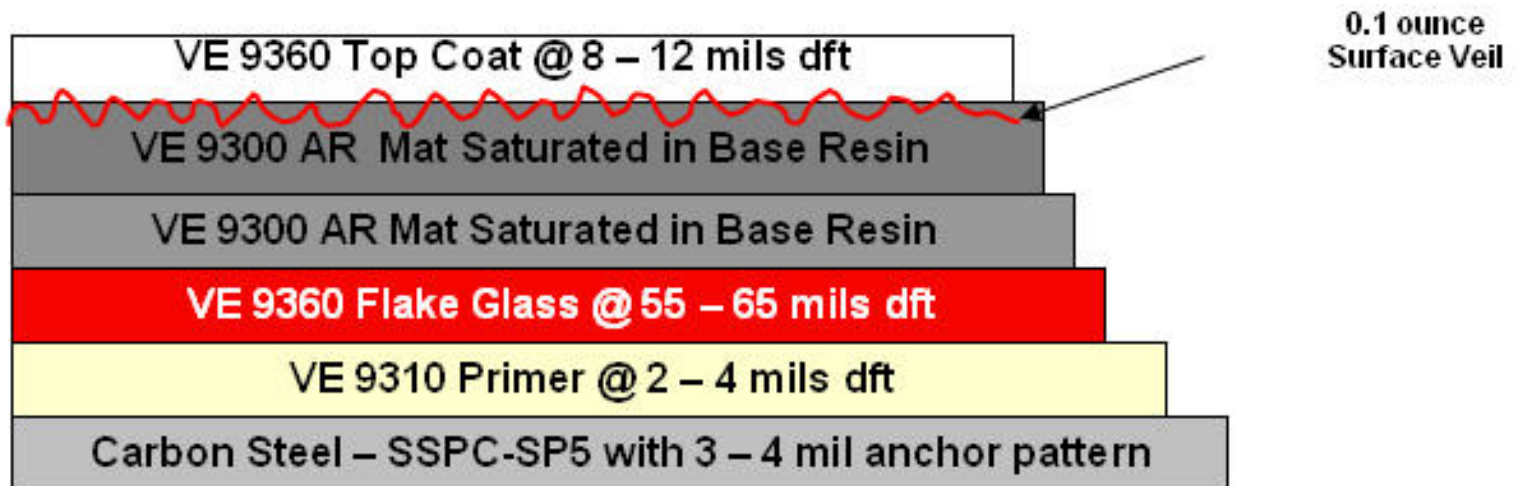 0.1 ounce
Surface Veil
VE 9360 Top Coat @ 8 – 12 mils dft
VE 9300 AR Mat Saturated in Base Resin
VE 9300 AR Mat Saturated in Base Resin
VE 9360 Flake Glass @ 55 – 65 mils dft
VE 9310 Primer @ 2 – 4 mils dft
Carbon Steel – SSPC-SP5 with 3 – 4 mil anchor pattern